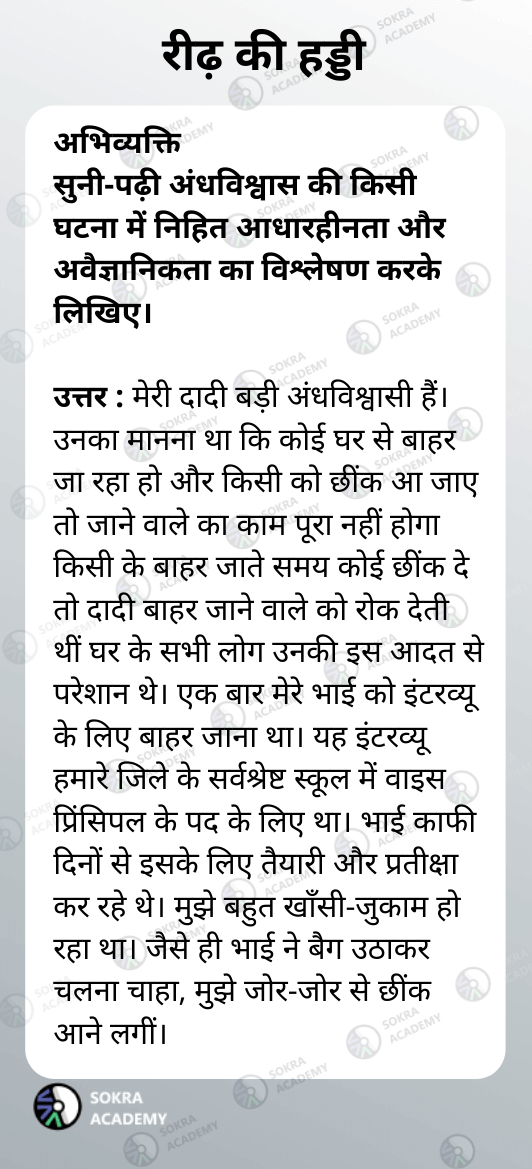 रीढ़ की हड्डी
अभिव्यक्ति
सुनी-पढ़ी अंधविश्वास की किसी
घटना में निहित आधारहीनता और
अवैज्ञानिकता का विश्लेषण करके
लिखिए।
उत्तर : मेरी दादी बड़ी अंधविश्वासी हैं।
उनका मानना था कि कोई घर से बाहर
जा रहा हो और किसी को छींक आ जाए
तो जाने वाले का काम पूरा नहीं होगा
किसी के बाहर जाते समय कोई छींक दे
तो दादी बाहर जाने वाले को रोक देती
थीं घर के सभी लोग उनकी इस आदत से
परेशान थे। एक बार मेरे भाई को इंटरव्यू
के लिए बाहर जाना था। यह इंटरव्यू
हमारे जिले के सर्वश्रेष्ट स्कूल में वाइस
प्रिंसिपल के पद के लिए था। भाई काफी
दिनों से इसके लिए तैयारी और प्रतीक्षा
कर रहे थे। मुझे बहुत खाँसी-जुकाम हो
रहा था। जैसे ही भाई ने बैग उठाकर
चलना चाहा, मुझे जोर-जोर से छींक
आने लगीं।
SOKRA
ACADEMY